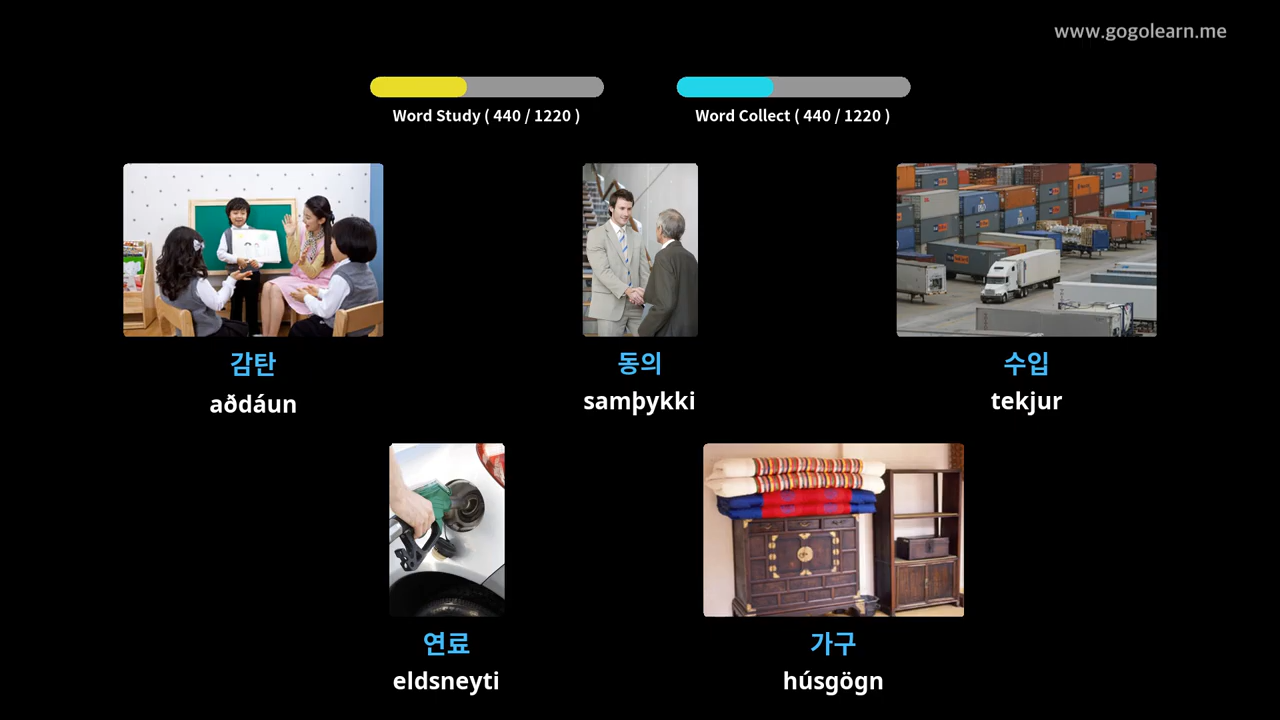 www.gogolearn.me
Word Study ( 440 / 1220 )
Word Collect ( 440 / 1220 )
감탄
aðdáun
동의
samþykki
수입
tekjur
연료
eldsneyti
가구
húsgögn